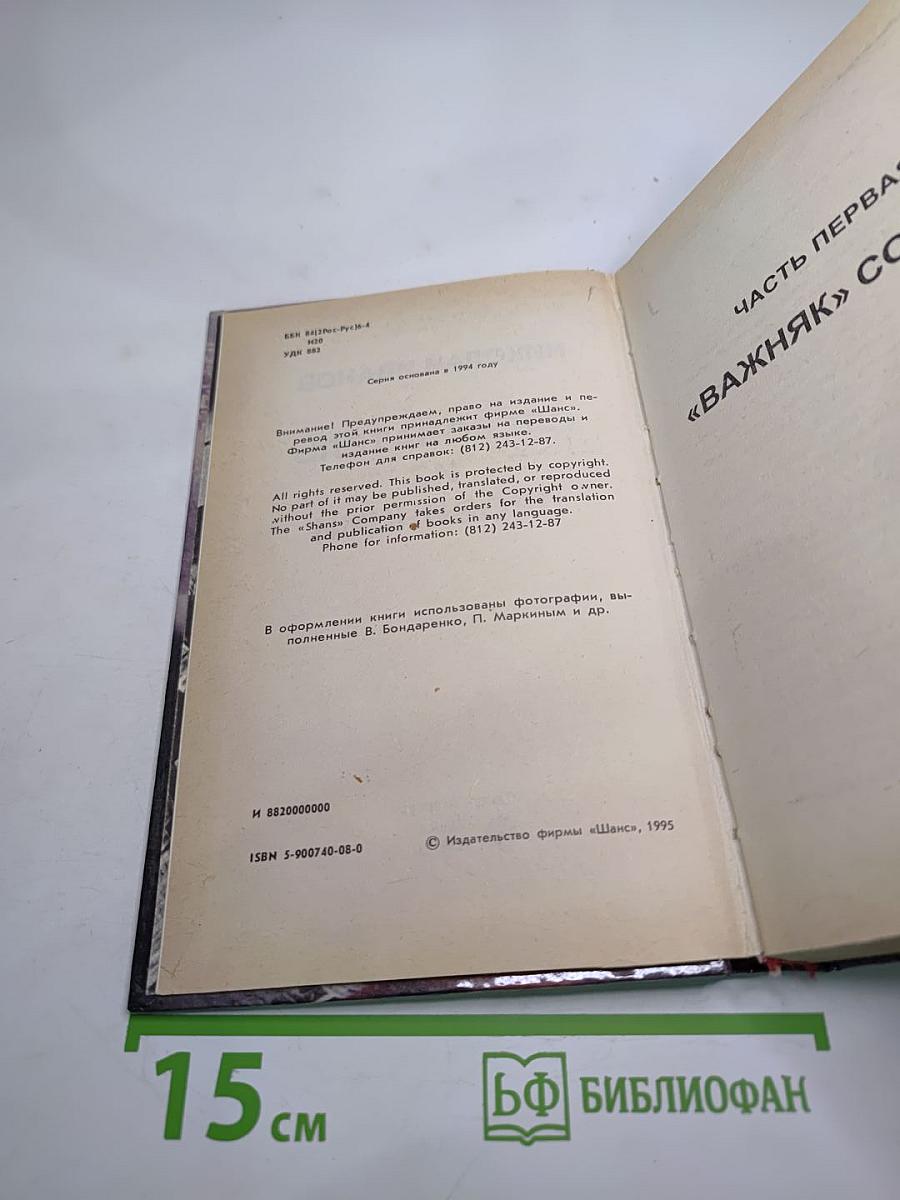 ББК 84(2Рос-Рус)6-4
И20
УДК 882
Серия основана в 1994 году
Внимание! Предупреждаем, право на издание и пе-
ревод этой книги принадлежит фирме «Шанс».
Фирма «Шанс» принимает заказы на переводы и
издание книг на любом языке.
Телефон для справок: (812) 243-12-87.
All rights reserved. This book is protected by copyright.
No part of it may be published, translated, or reproduced
without the prior permission of the Copyright owner.
The «Shans» Company takes orders for the translation
and publication of books in any language.
Phone for information: (812) 243-12-87
В оформлении книги использованы фотографии, вы-
полненные В. Бондаренко, П. Маркиным и др.
И 8820000000
ISBN 5-900740-08-0
© Издательство фирмы «Шанс», 1995
ЧАСТЬ ПЕРВАЯ
«ВАЖНЯК» СО
15 см
БФ БИБЛИОФАН